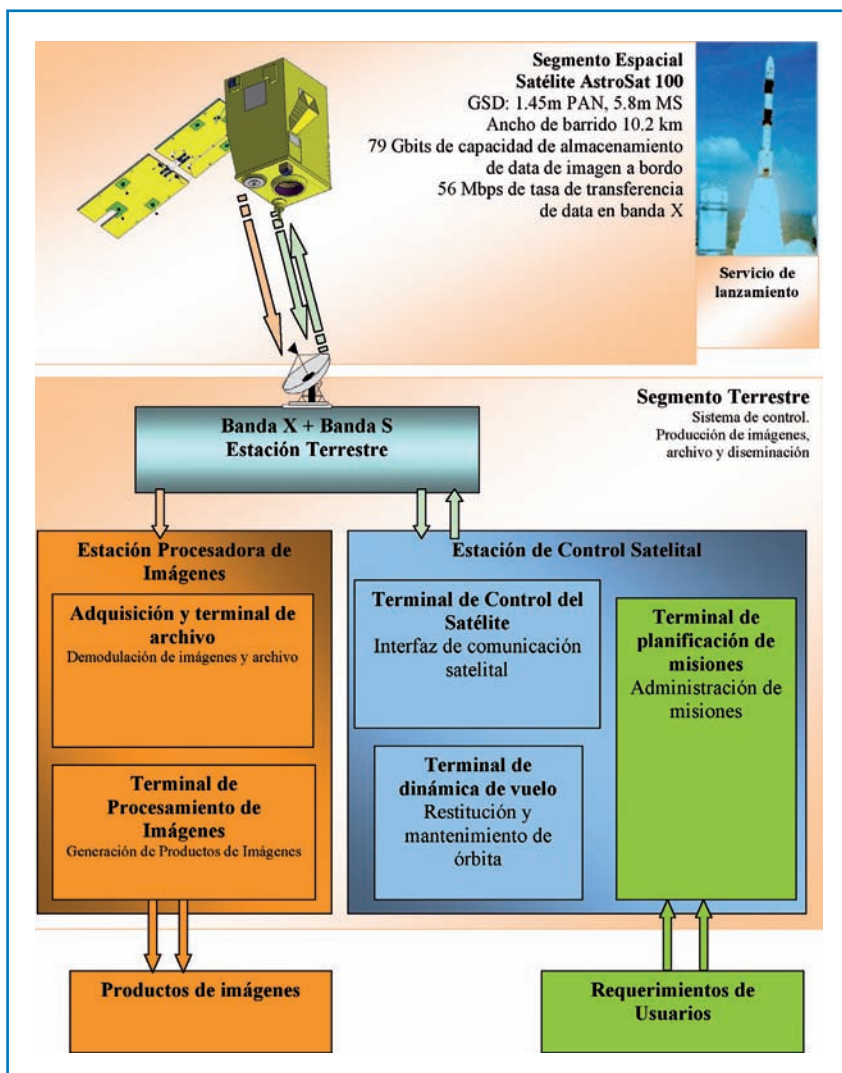 Segmento Espacial
Satélite AstroSat 100
GSD: 1.45m PAN, 5.8m MS
Ancho de barrido 10.2 km
79 Gbits de capacidad de almacenamiento
de data de imagen a bordo
56 Mbps de tasa de transferencia
de data en banda X
Servicio de
lanzamiento
Segmento Terrestre
Sistema de control.
Producción de imágenes,
archivo y diseminación
Banda X + Banda S
Estación Terrestre
Estación Procesadora de
Imágenes
Adquisición y terminal de
archivo
Demodulación de imágenes y archivo
Terminal de
Procesamiento de
Imágenes
Generación de Productos de Imágenes
Estación de Control Satelital
Terminal de Control del
Satélite
Interfaz de comunicación
satelital
Terminal de
dinámica de vuelo
Restitución y
mantenimiento de
órbita
Terminal de
planificación de
misiones
Administración de
misiones
Productos de imágenes
Requerimientos de
Usuarios